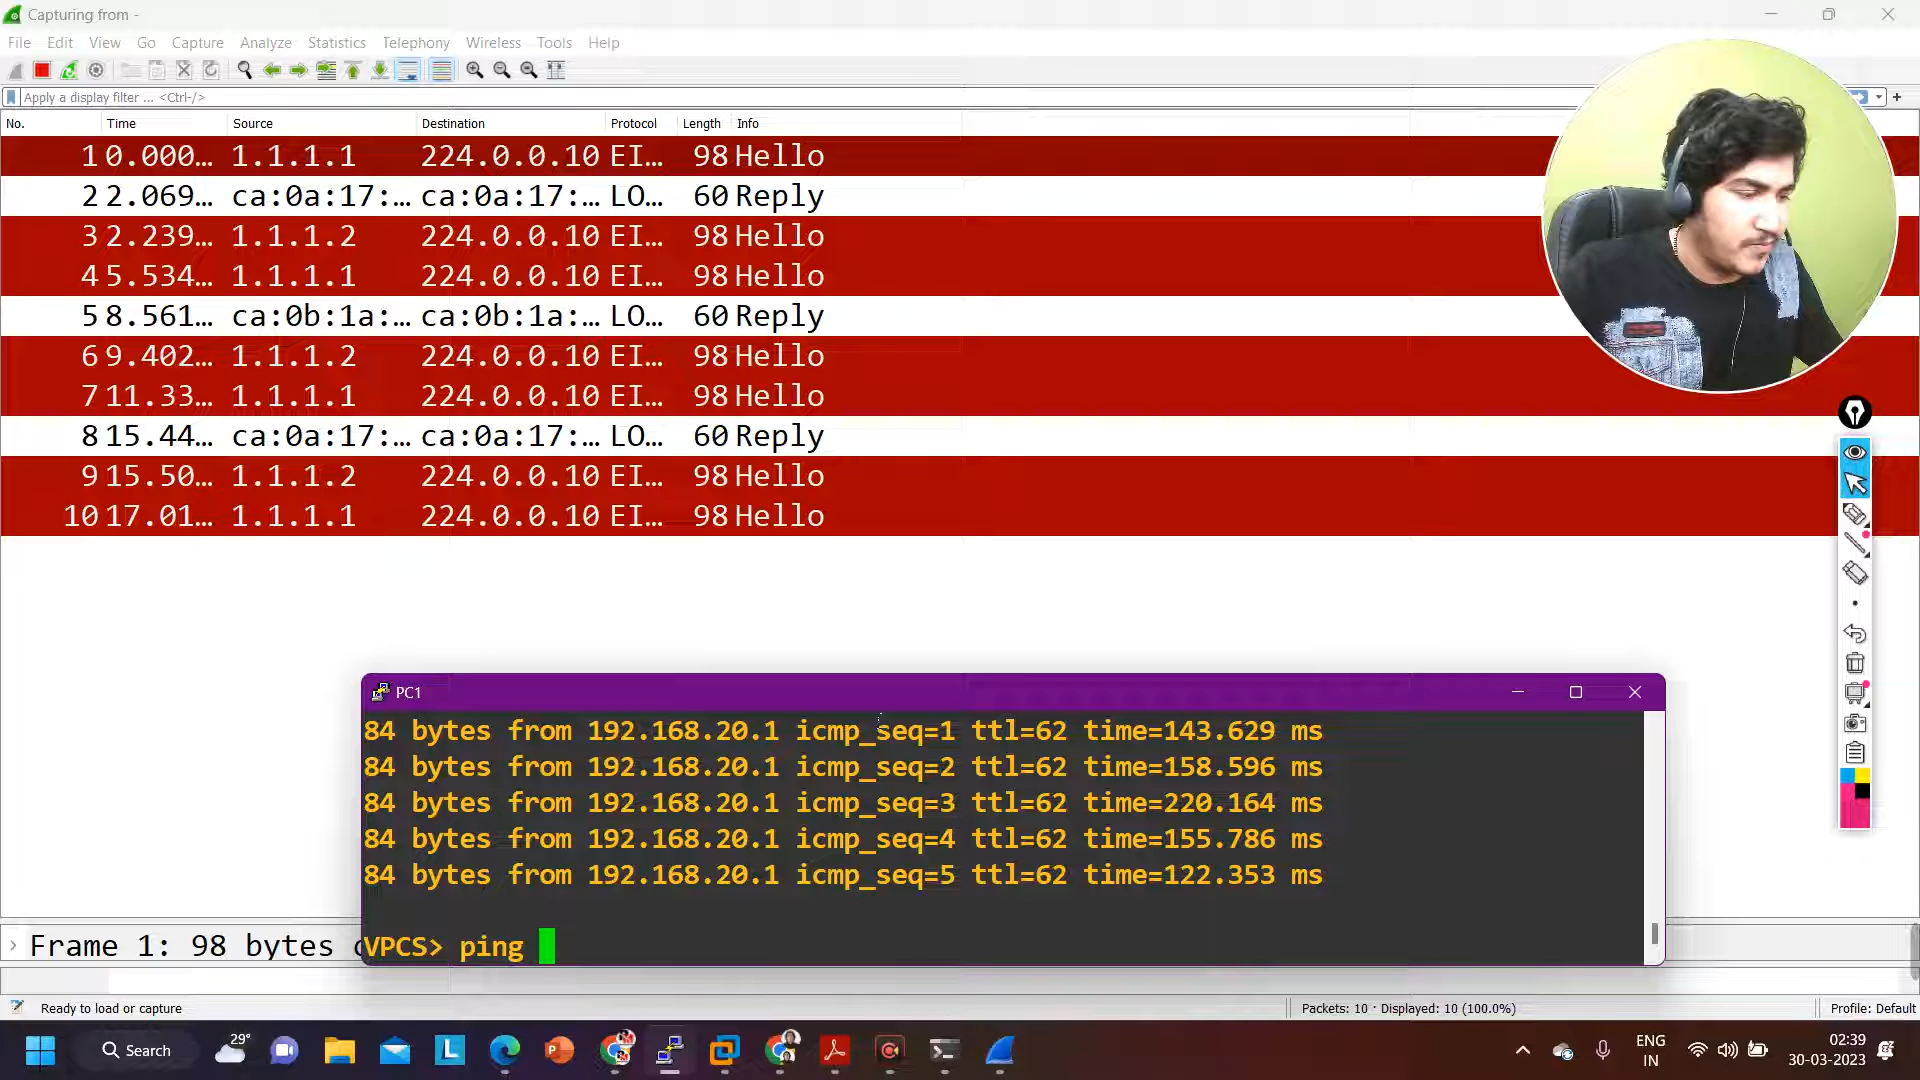 Capturing from -
File Edit View Go Capture Analyze Statistics Telephony Wireless Tools Help
Apply a display filter ... <Ctrl-/>
No. Time Source Destination Protocol Length Info
1 0.000… 1.1.1.1 224.0.0.10 EI… 98 Hello
2 2.069… ca:0a:17:… ca:0a:17:… LO… 60 Reply
3 2.239… 1.1.1.2 224.0.0.10 EI… 98 Hello
4 5.534… 1.1.1.1 224.0.0.10 EI… 98 Hello
5 8.561… ca:0b:1a:… ca:0b:1a:… LO… 60 Reply
6 9.402… 1.1.1.2 224.0.0.10 EI… 98 Hello
7 11.33… 1.1.1.1 224.0.0.10 EI… 98 Hello
8 15.44… ca:0a:17:… ca:0a:17:… LO… 60 Reply
9 15.50… 1.1.1.2 224.0.0.10 EI… 98 Hello
10 17.01… 1.1.1.1 224.0.0.10 EI… 98 Hello
PC1
84 bytes from 192.168.20.1 icmp_seq=1 ttl=62 time=143.629 ms
84 bytes from 192.168.20.1 icmp_seq=2 ttl=62 time=158.596 ms
84 bytes from 192.168.20.1 icmp_seq=3 ttl=62 time=220.164 ms
84 bytes from 192.168.20.1 icmp_seq=4 ttl=62 time=155.786 ms
84 bytes from 192.168.20.1 icmp_seq=5 ttl=62 time=122.353 ms
VPCS> ping
Frame 1: 98 bytes
Ready to load or capture
Packets: 10 · Displayed: 10 (100.0%)
Profile: Default
29°
Search
ENG
IN
02:39
30-03-2023